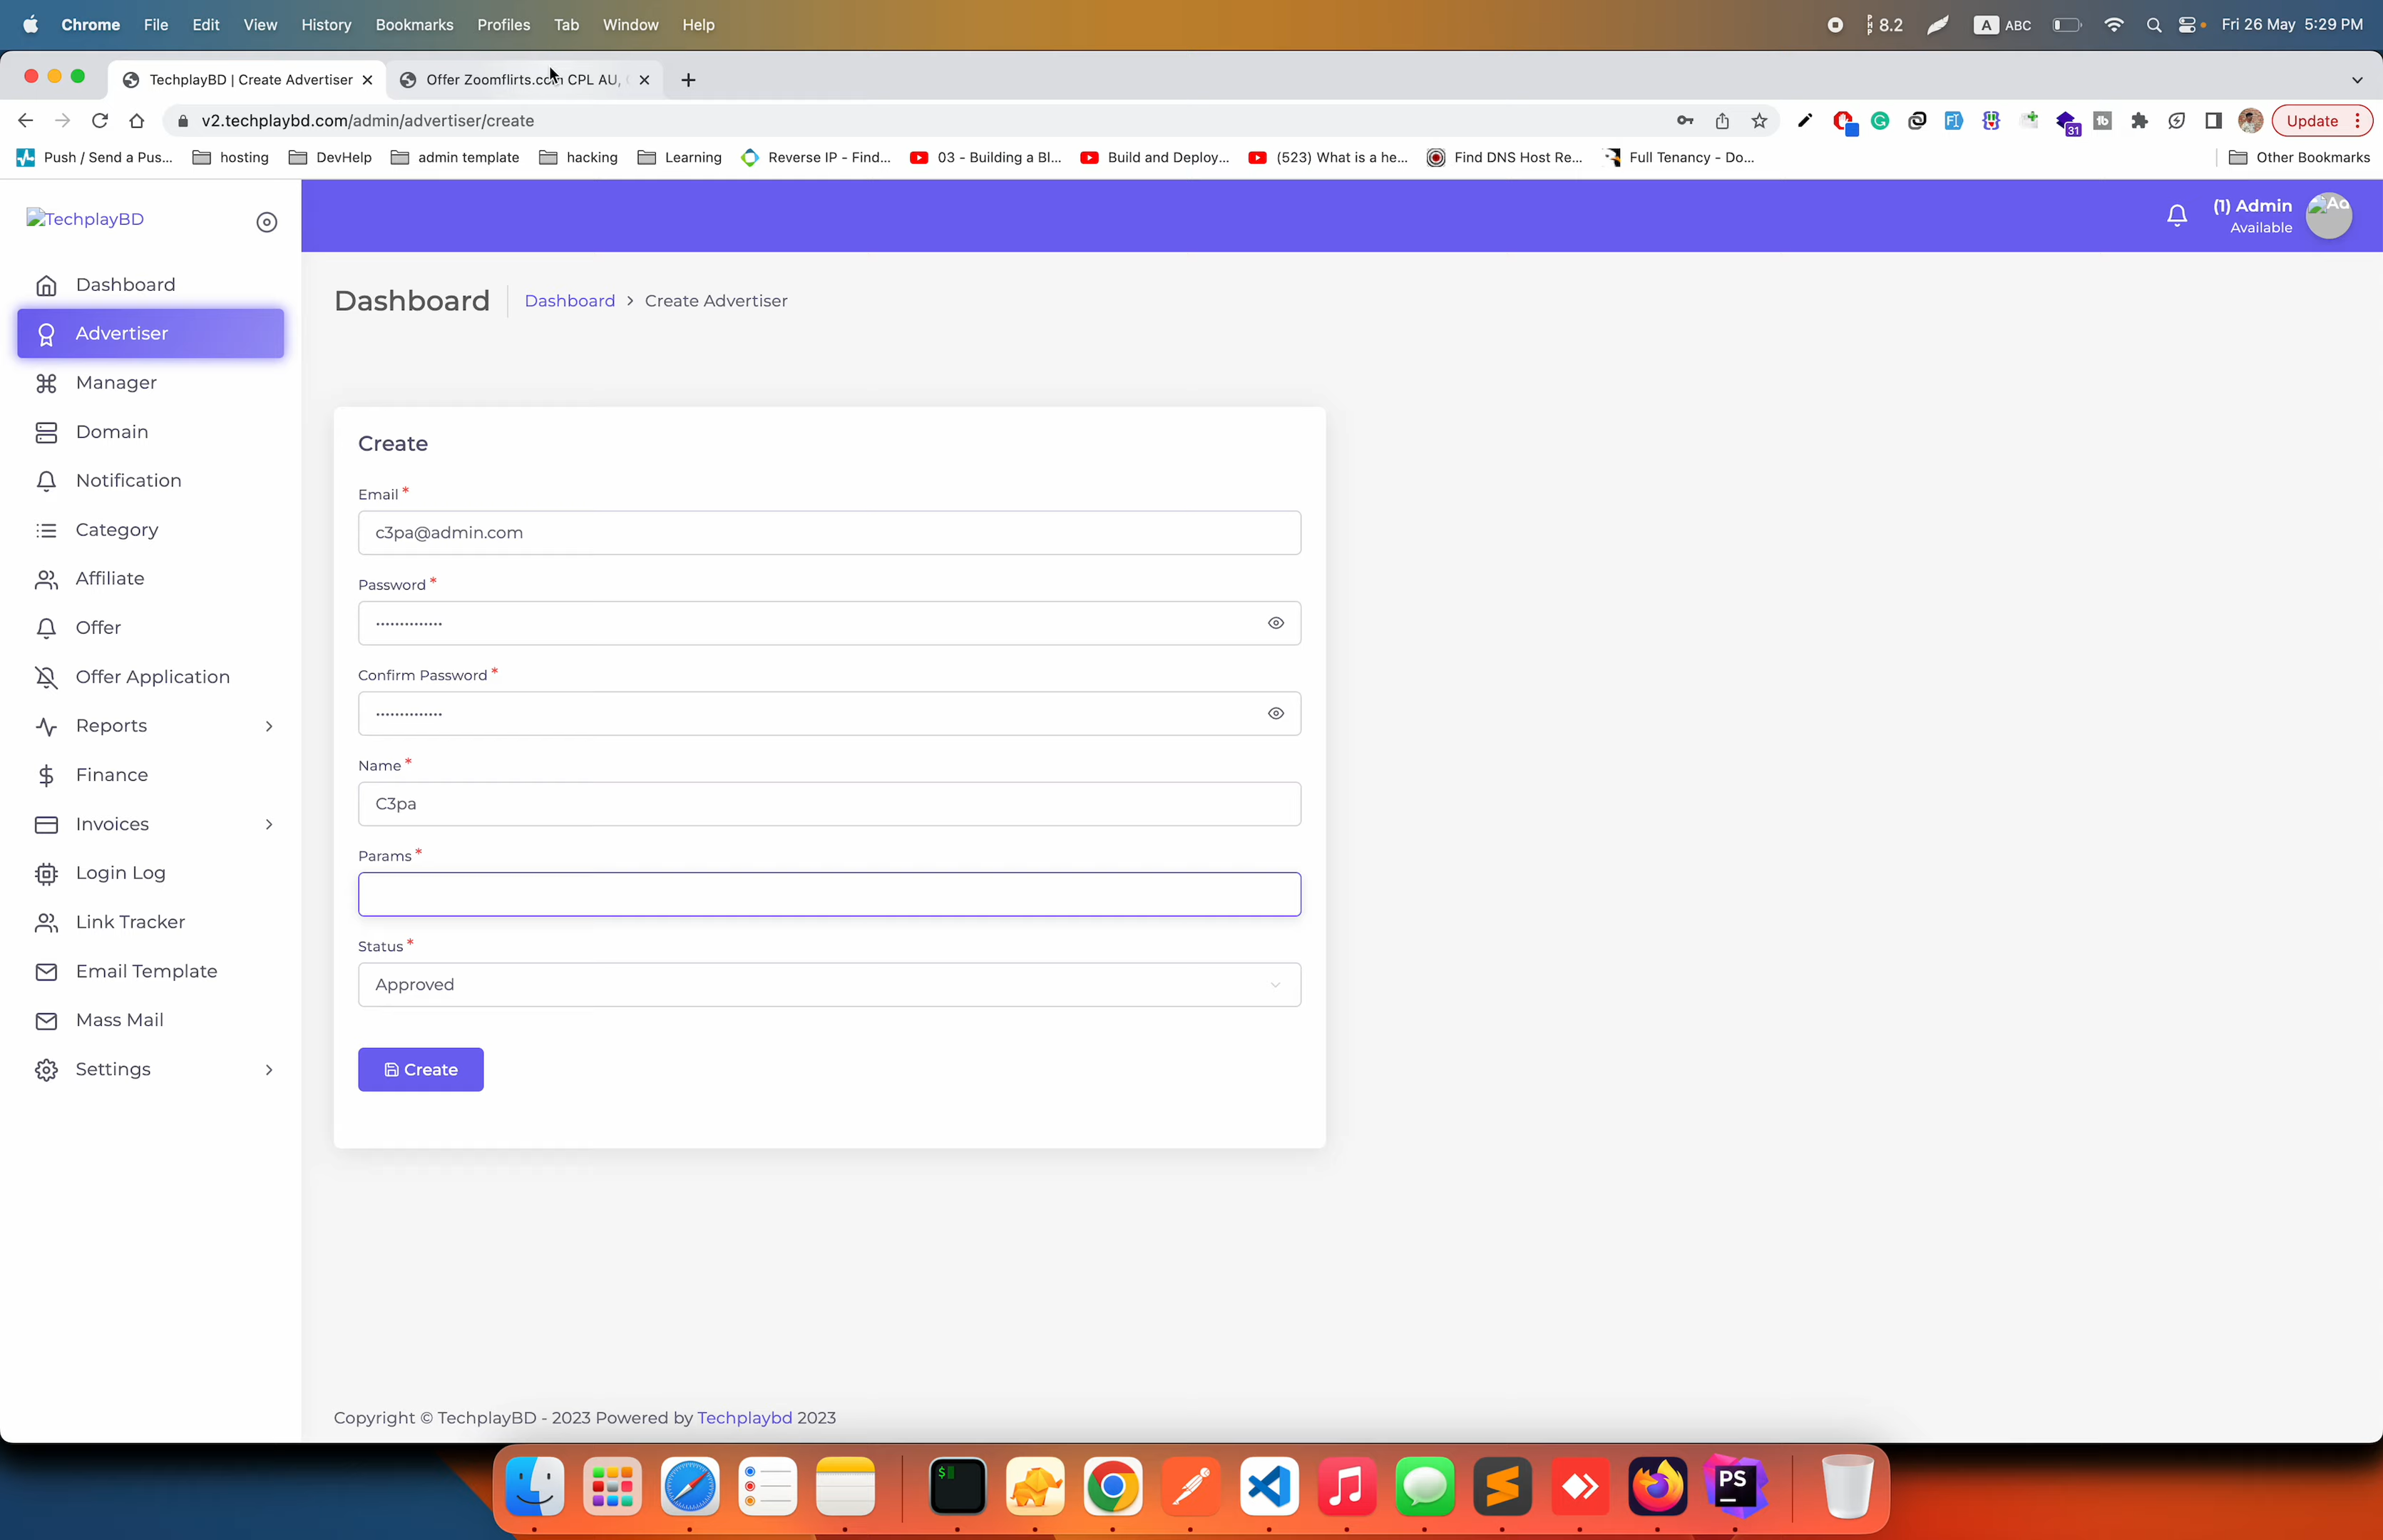 Chrome File Edit View History Bookmarks Profiles Tab Window Help 8.2 A ABC Fri 26 May 5:29 PM
TechplayBD | Create Advertiser Offer Zoomflirts.com CPL AU,
v2.techplaybd.com/admin/advertiser/create 31 Update
Push / Send a Pus... hosting DevHelp admin template hacking Learning Reverse IP - Find... 03 - Building a Bl... Build and Deploy... (523) What is a he... Find DNS Host Re... Full Tenancy - Do... Other Bookmarks
TechplayBD
(1) Admin
Available
Dashboard
Advertiser
Manager
Domain
Notification
Category
Affiliate
Offer
Offer Application
Reports
Finance
Invoices
Login Log
Link Tracker
Email Template
Mass Mail
Settings
Dashboard
Dashboard > Create Advertiser
Create
Email *
c3pa@admin.com
Password *
••••••••••••••
Confirm Password *
••••••••••••••
Name *
C3pa
Params *
Status *
Approved
Create
Copyright © TechplayBD - 2023 Powered by Techplaybd 2023
PS